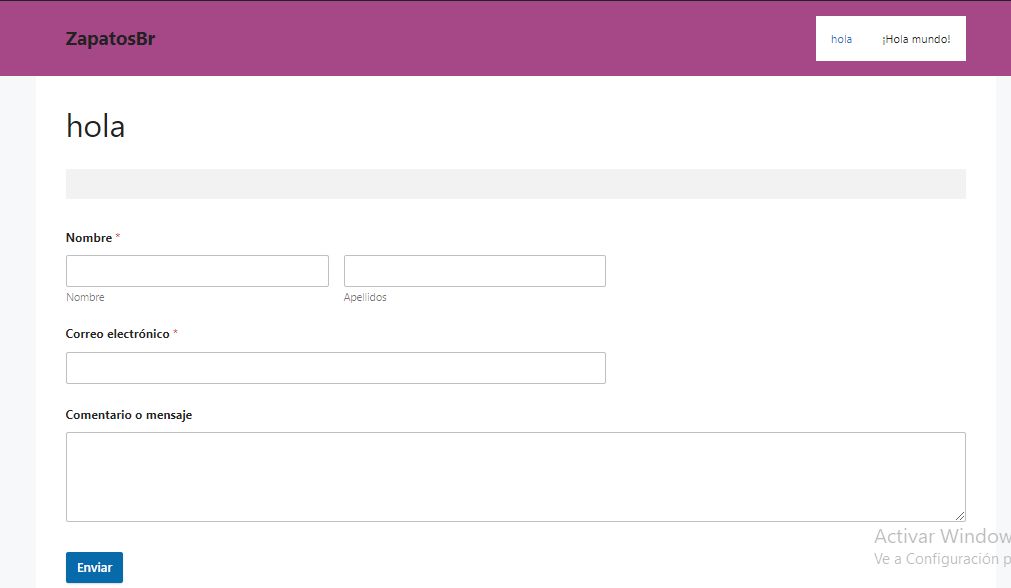 ZapatosBr
hola ¡Hola mundo!
hola
Nombre *
Nombre Apellidos
Correo electrónico *
Comentario o mensaje
Activar Window
Ve a Configuración p
Enviar